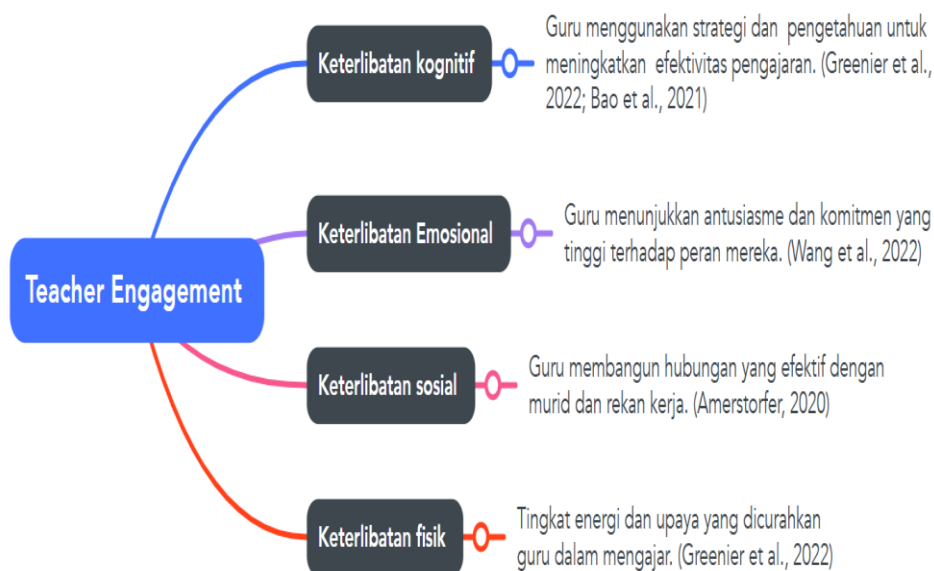 Teacher Engagement
Keterlibatan kognitif
Guru menggunakan strategi dan pengetahuan untuk
meningkatkan efektivitas pengajaran. (Greenier et al.,
2022; Bao et al., 2021)
Keterlibatan Emosional
Guru menunjukkan antusiasme dan komitmen yang
tinggi terhadap peran mereka. (Wang et al., 2022)
Keterlibatan sosial
Guru membangun hubungan yang efektif dengan
murid dan rekan kerja. (Amerstorfer, 2020)
Keterlibatan fisik
Tingkat energi dan upaya yang dicurahkan
guru dalam mengajar. (Greenier et al., 2022)